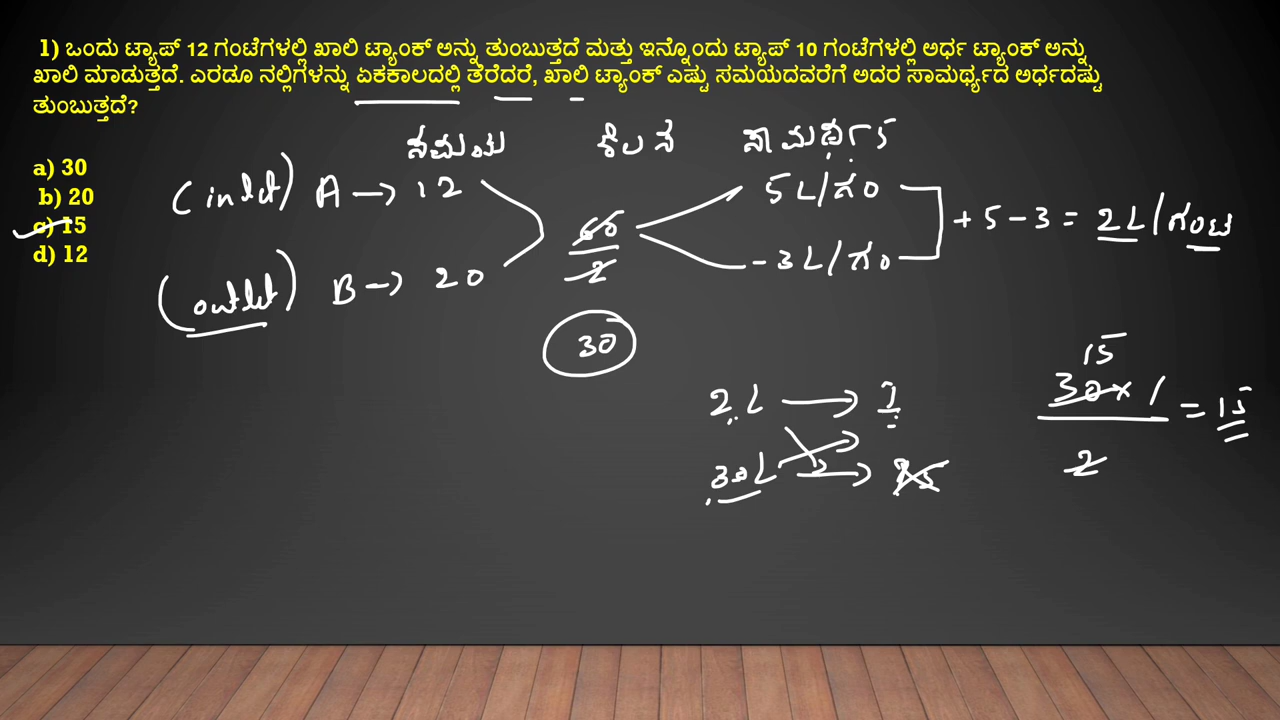 1) ಒಂದು ಟ್ಯಾಪ್ 12 ಗಂಟೆಗಳಲ್ಲಿ ಖಾಲಿ ಟ್ಯಾಂಕ್ ಅನ್ನು ತುಂಬುತ್ತದೆ ಮತ್ತು ಇನ್ನೊಂದು ಟ್ಯಾಪ್ 10 ಗಂಟೆಗಳಲ್ಲಿ ಅರ್ಧ ಟ್ಯಾಂಕ್ ಅನ್ನು
ಖಾಲಿ ಮಾಡುತ್ತದೆ. ಎರಡೂ ನಲ್ಲಿಗಳನ್ನು ಏಕಕಾಲದಲ್ಲಿ ತೆರೆದರೆ, ಖಾಲಿ ಟ್ಯಾಂಕ್ ಎಷ್ಟು ಸಮಯದವರೆಗೆ ಅದರ ಸಾಮರ್ಥ್ಯದ ಅರ್ಧದಷ್ಟು
ತುಂಬುತ್ತದೆ?
a) 30
b) 20
c) 15
d) 12
ಸಮಯ ಕೆಲಸ ಸಾಮರ್ಥ್ಯ
(inlet) A → 12
5L/ಗಂ
+5-3 = 2L/ಗಂಟೆ
60
2
-3L/ಗಂ
(outlet) B → 20
30
2L → 1
30L →
15
30×1
2
= 15